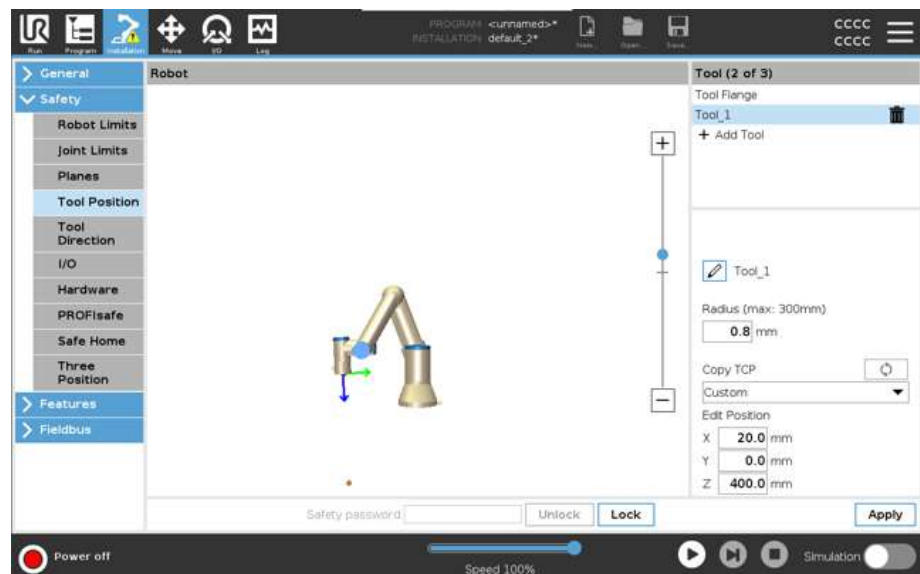 UR
PROGRAM <unnamed>*
INSTALLATION default_2*
CCCC
CCCC
Run Program Installation Move I/O Log New... Open... Save...
General
Safety
Robot Limits
Joint Limits
Planes
Tool Position
Tool
Direction
I/O
Hardware
PROFIsafe
Safe Home
Three
Position
Features
Fieldbus
Robot
Tool (2 of 3)
Tool Flange
Tool_1
+ Add Tool
Tool_1
Radius (max: 300mm)
0.8 mm
Copy TCP
Custom
Edit Position
X 20.0 mm
Y 0.0 mm
Z 400.0 mm
Safety password Unlock Lock Apply
Power off
Speed 100%
Simulation